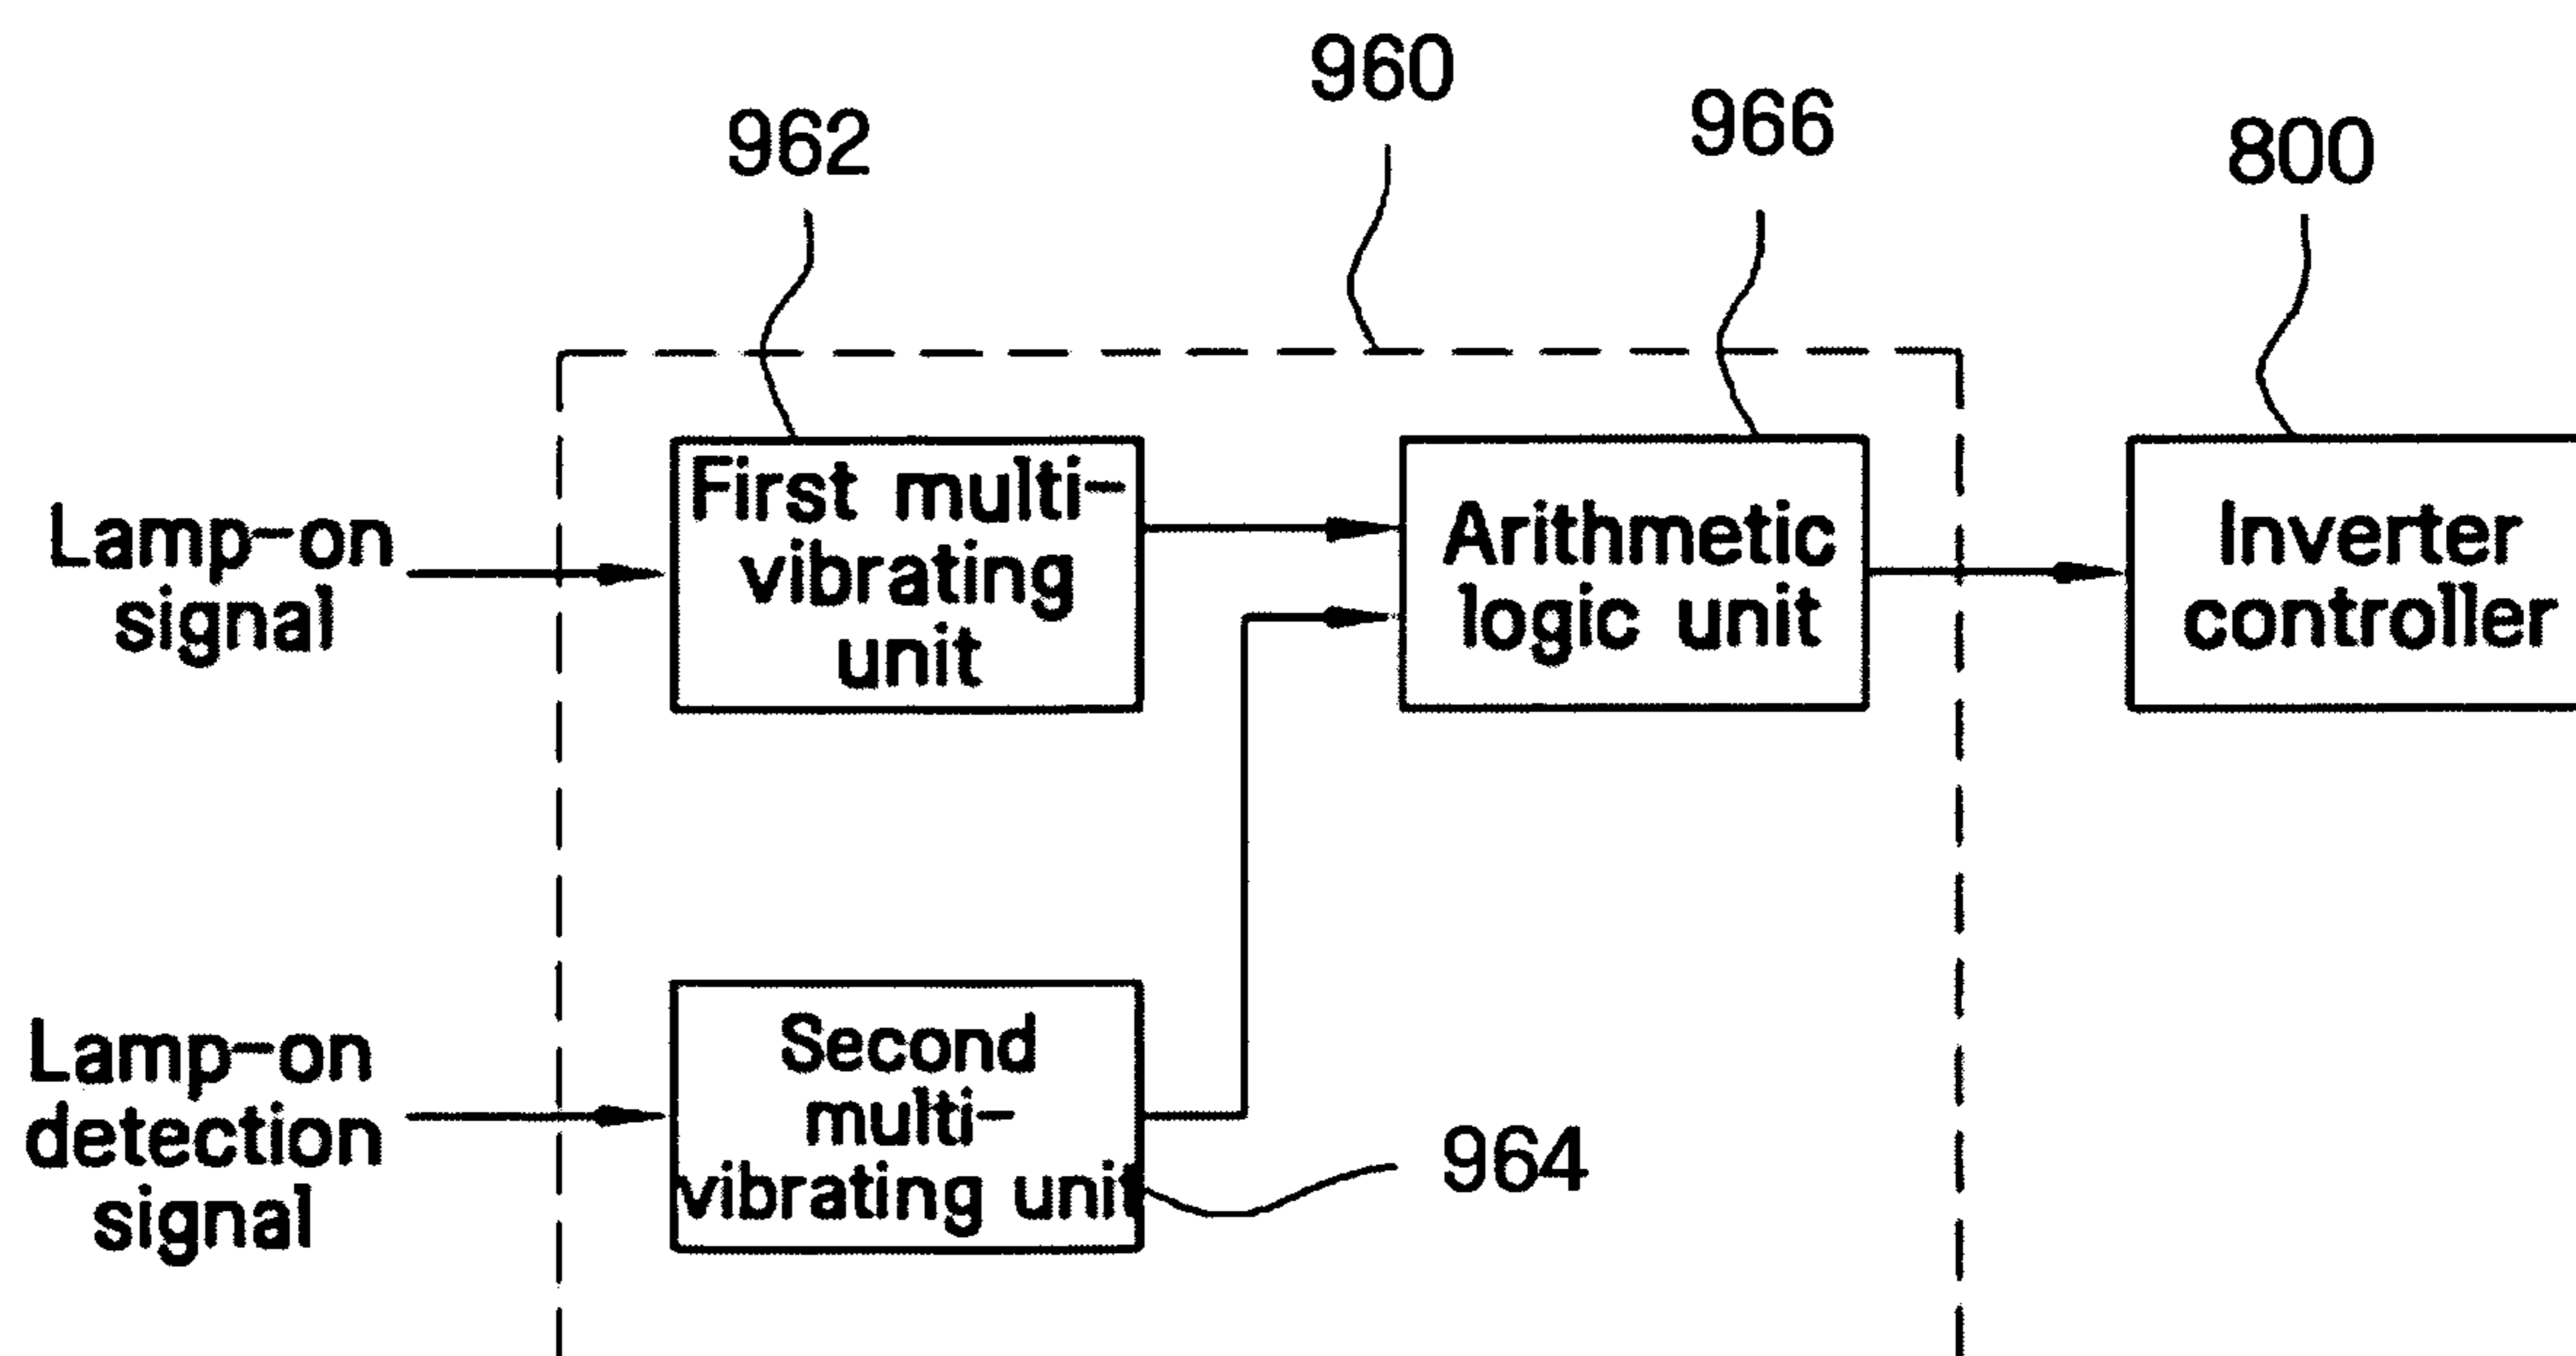 960
962
966
800
Lamp-on
signal
First multi-
vibrating
unit
Arithmetic
logic unit
Inverter
controller
Lamp-on
detection
signal
Second
multi-
vibrating unit
964